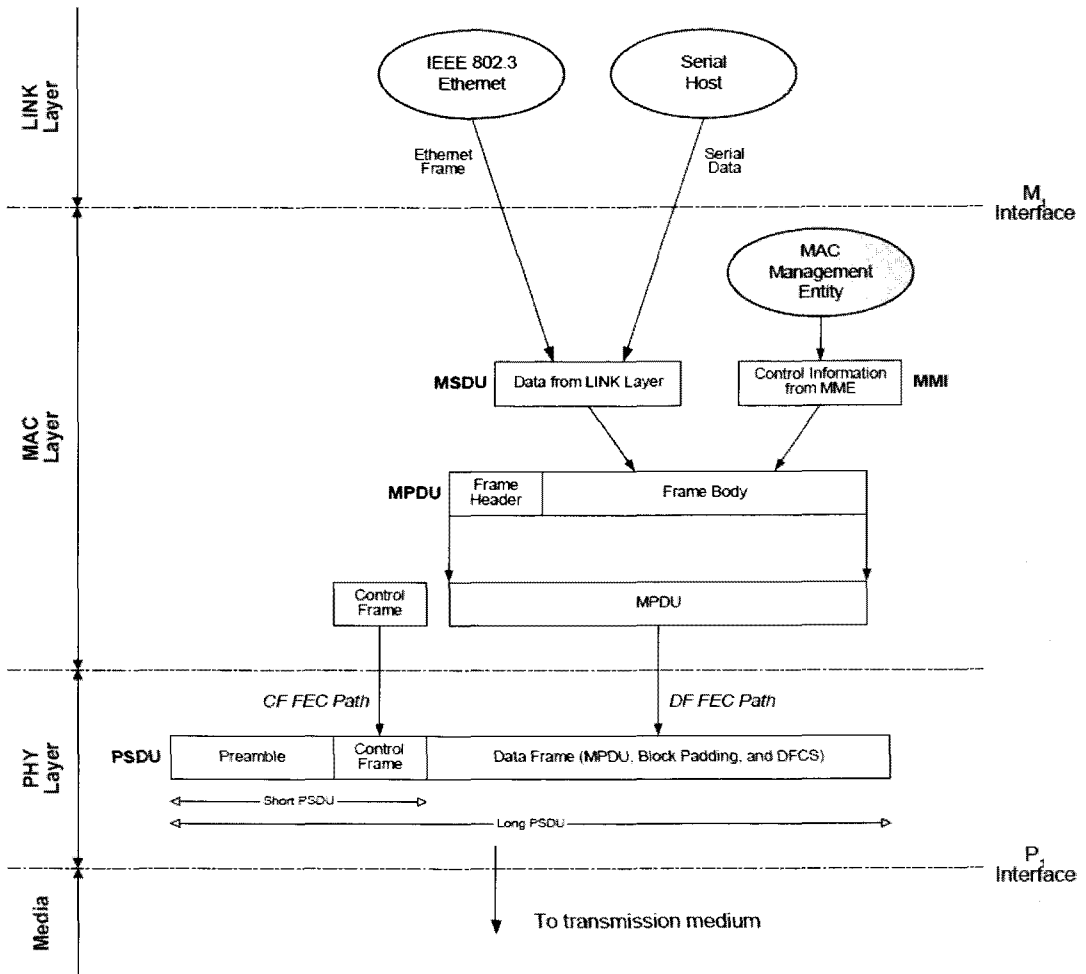 LINK
Layer
IEEE 802.3
Ethernet
Serial
Host
Ethernet
Frame
Serial
Data
M1
Interface
MAC
Layer
MAC
Management
Entity
MSDU
Data from LINK Layer
Control Information
from MME
MMI
MPDU
Frame
Header
Frame Body
Control
Frame
MPDU
PHY
Layer
CF FEC Path
DF FEC Path
PSDU
Preamble
Control
Frame
Data Frame (MPDU, Block Padding, and DFCS)
Short PSDU
Long PSDU
P1
Interface
Media
To transmission medium